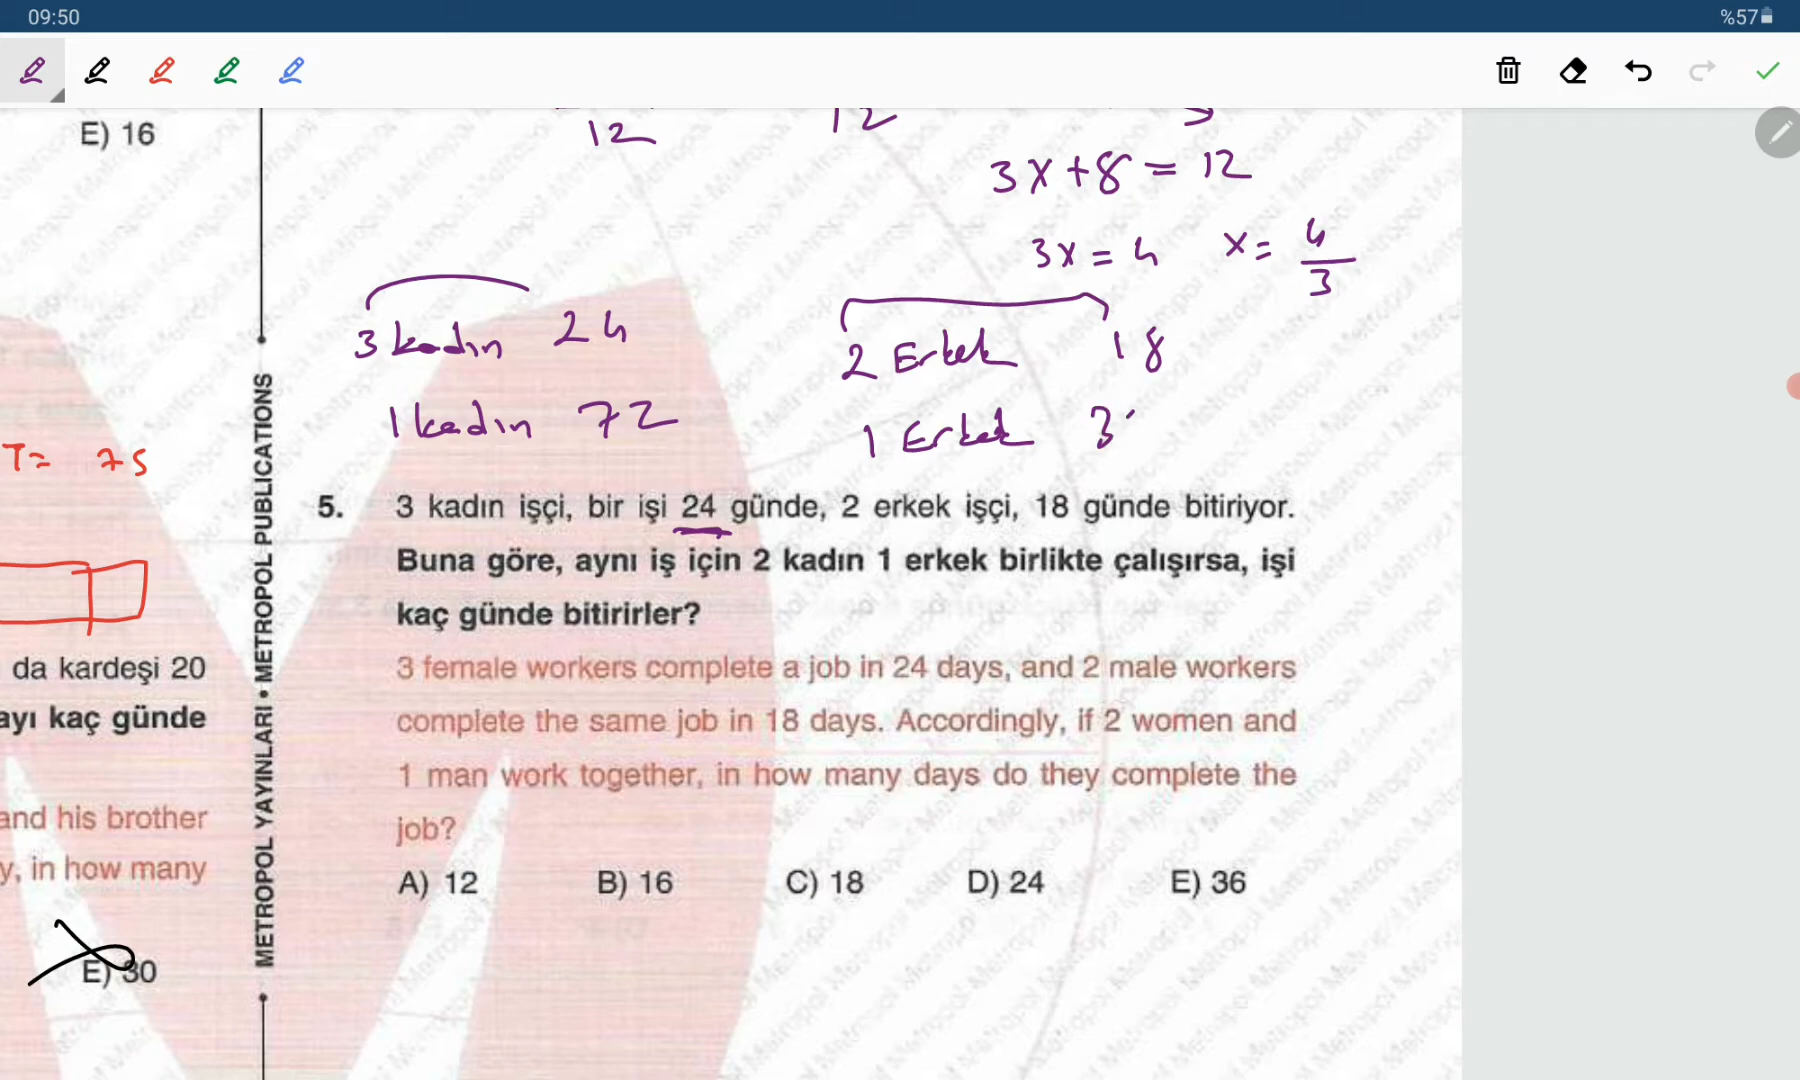 09:50
%57
E) 16
12
12
3x+8=12
3x=4 x=4/3
3 kadın 24
2 Erkek 18
1 kadın 72
1 Erkek 3
T= 75
da kardeşi 20
ayı kaç günde
and his brother
y, in how many
E) 30
METROPOL YAYINLARI • METROPOL PUBLICATIONS
5. 3 kadın işçi, bir işi 24 günde, 2 erkek işçi, 18 günde bitiriyor.
Buna göre, aynı iş için 2 kadın 1 erkek birlikte çalışırsa, işi
kaç günde bitirirler?
3 female workers complete a job in 24 days, and 2 male workers
complete the same job in 18 days. Accordingly, if 2 women and
1 man work together, in how many days do they complete the
job?
A) 12 B) 16 C) 18 D) 24 E) 36